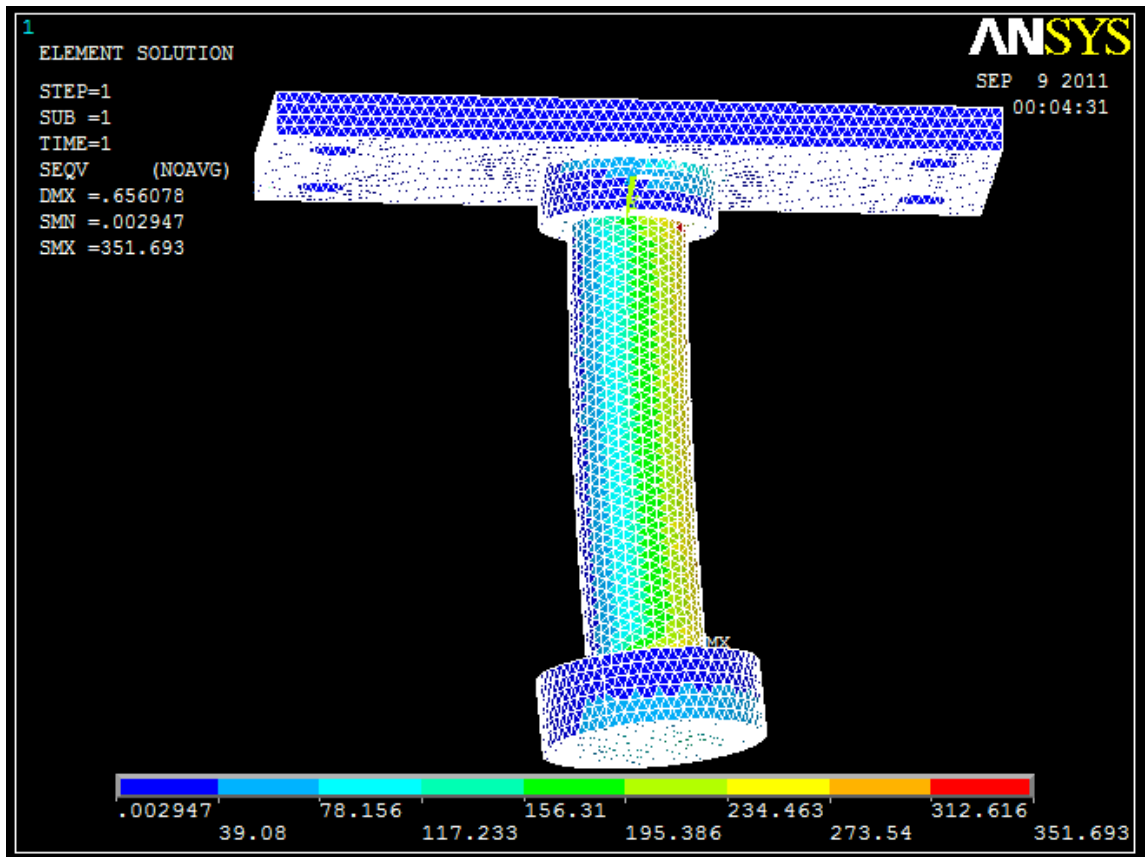 1
ANSYS
ELEMENT SOLUTION
SEP 9 2011
00:04:31
STEP=1
SUB =1
TIME=1
SEQV (NOAVG)
DMX =.656078
SMN =.002947
SMX =351.693
MX
.002947 78.156 156.31 234.463 312.616
39.08 117.233 195.386 273.54 351.693